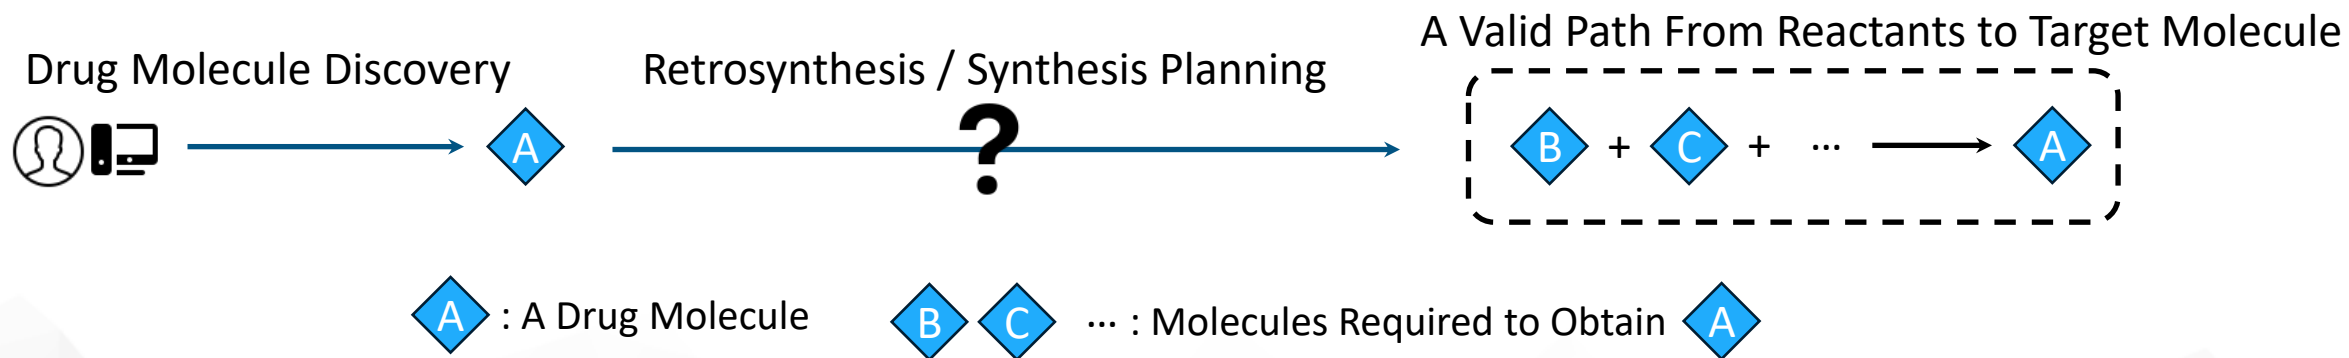 A Valid Path From Reactants to Target Molecule
Drug Molecule Discovery
Retrosynthesis / Synthesis Planning
A ? B + C + ... A
A : A Drug Molecule
B C ... : Molecules Required to Obtain A